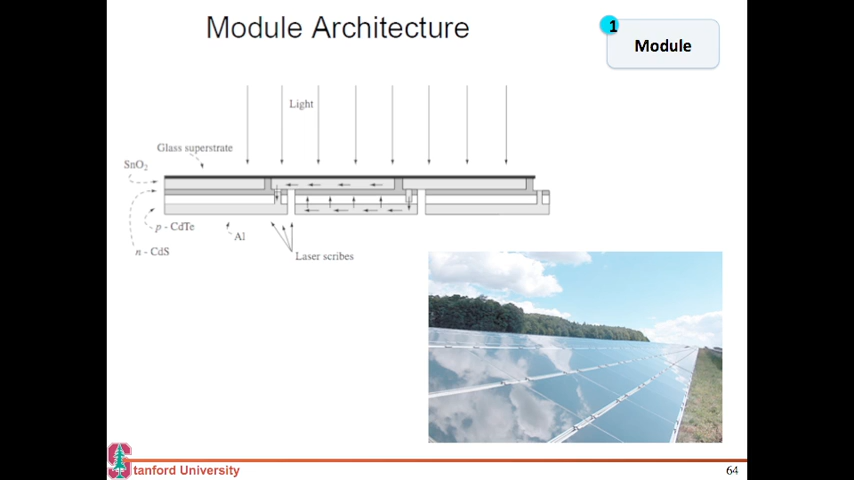 Module Architecture
1
Module
Light
Glass superstrate
SnO₂
p - CdTe
Al
n - CdS
Laser scribes
Stanford University
64